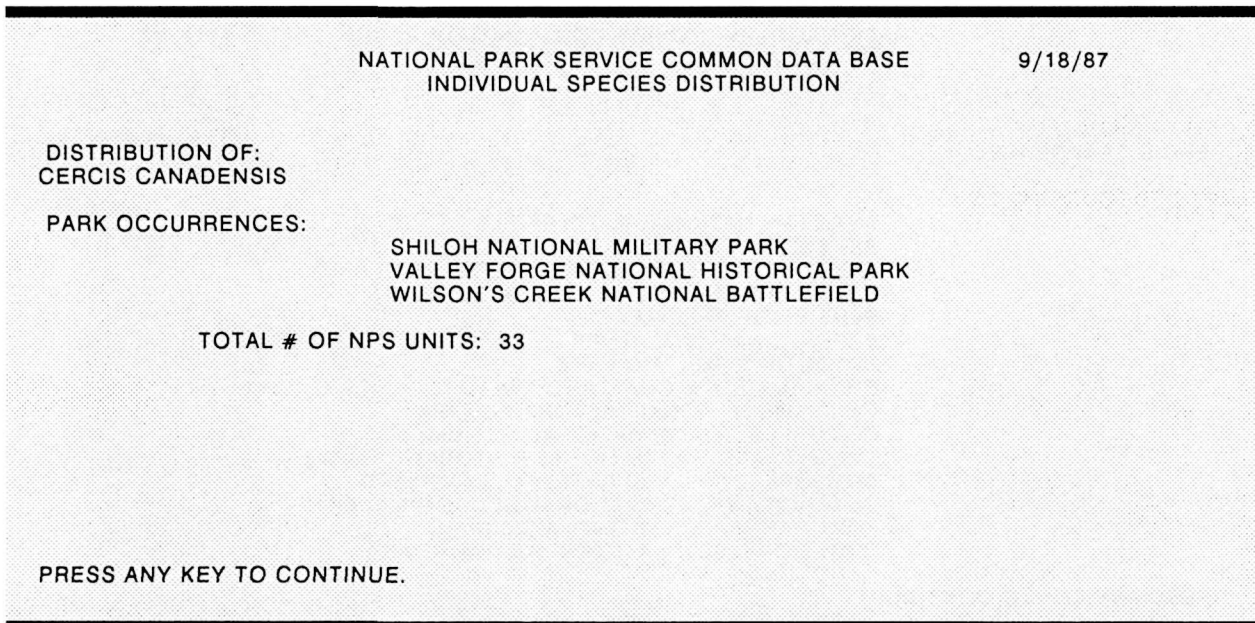 NATIONAL PARK SERVICE COMMON DATA BASE 9/18/87
INDIVIDUAL SPECIES DISTRIBUTION
DISTRIBUTION OF:
CERCIS CANADENSIS
PARK OCCURRENCES:
SHILOH NATIONAL MILITARY PARK
VALLEY FORGE NATIONAL HISTORICAL PARK
WILSON'S CREEK NATIONAL BATTLEFIELD
TOTAL # OF NPS UNITS: 33
PRESS ANY KEY TO CONTINUE.